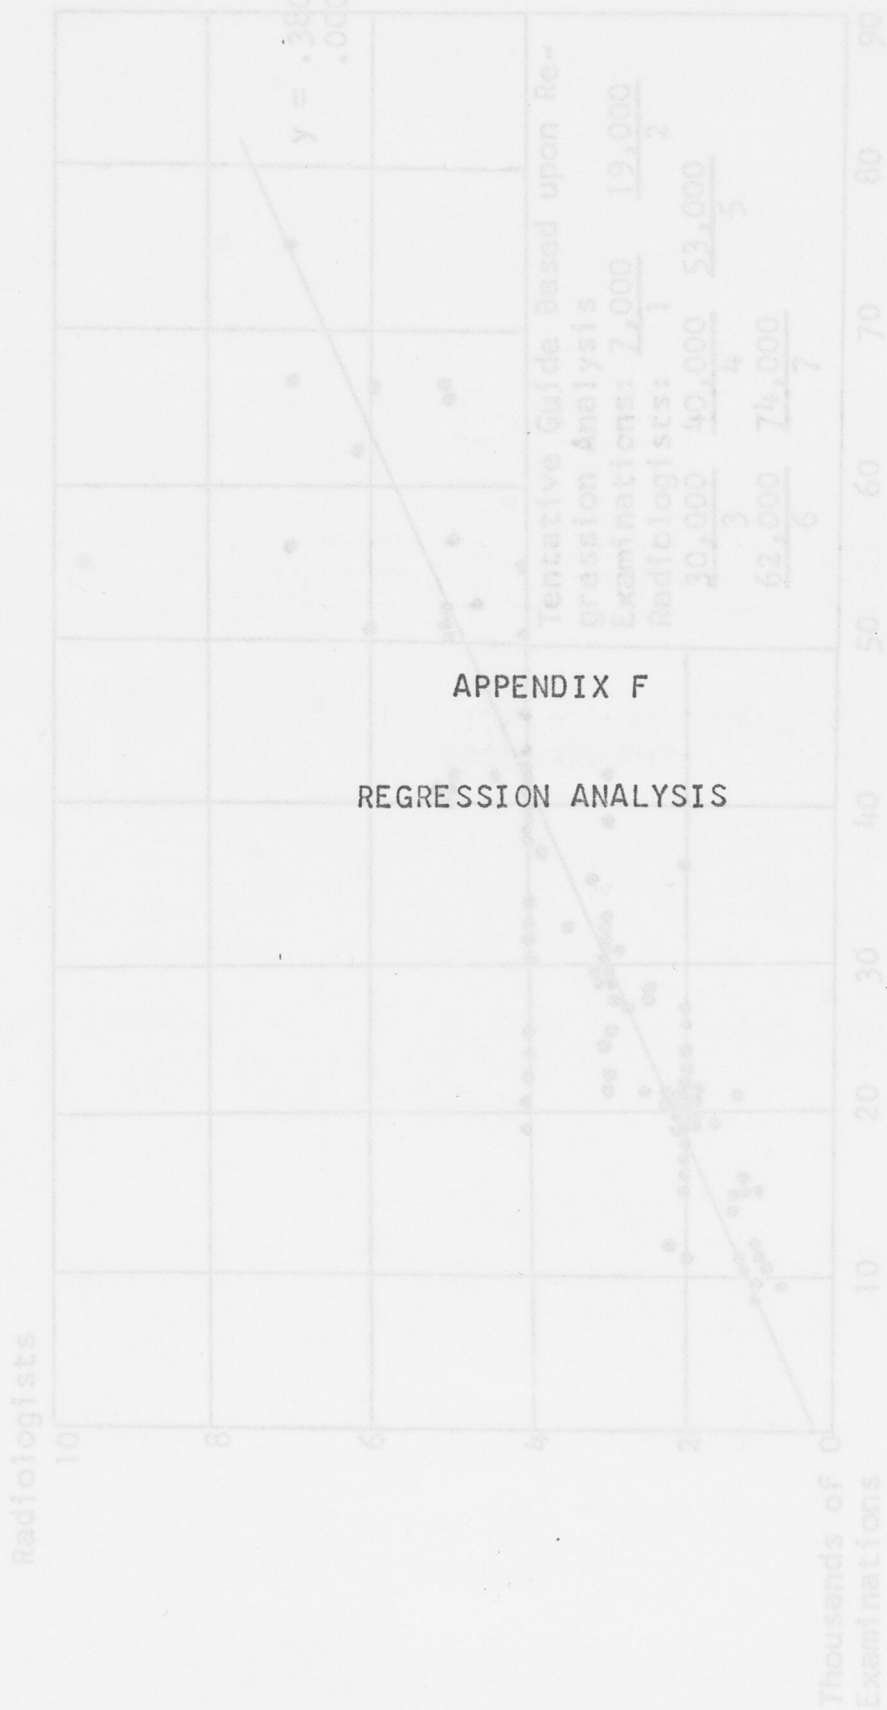 APPENDIX F
REGRESSION ANALYSIS
Radiologists
10
8
6
4
2
0
Thousands of
Examinations
10
20
30
40
50
60
70
80
90
y = .380
.000
Tentative Guide Based upon Re-
gression Analysis
Examinations: 7,000 19,000
Radiologists: 1 2
30,000 40,000 53,000
3 4 5
62,000 74,000
6 7